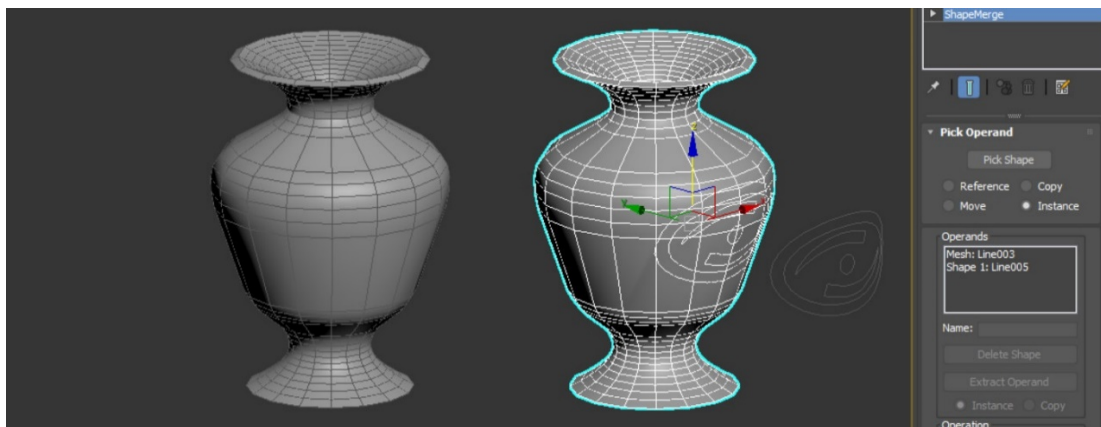 ShapeMerge
Pick Operand
Pick Shape
Reference Copy
Move Instance
Operands
Mesh: Line003
Shape 1: Line005
Name:
Delete Shape
Extract Operand
Instance Copy
Operation